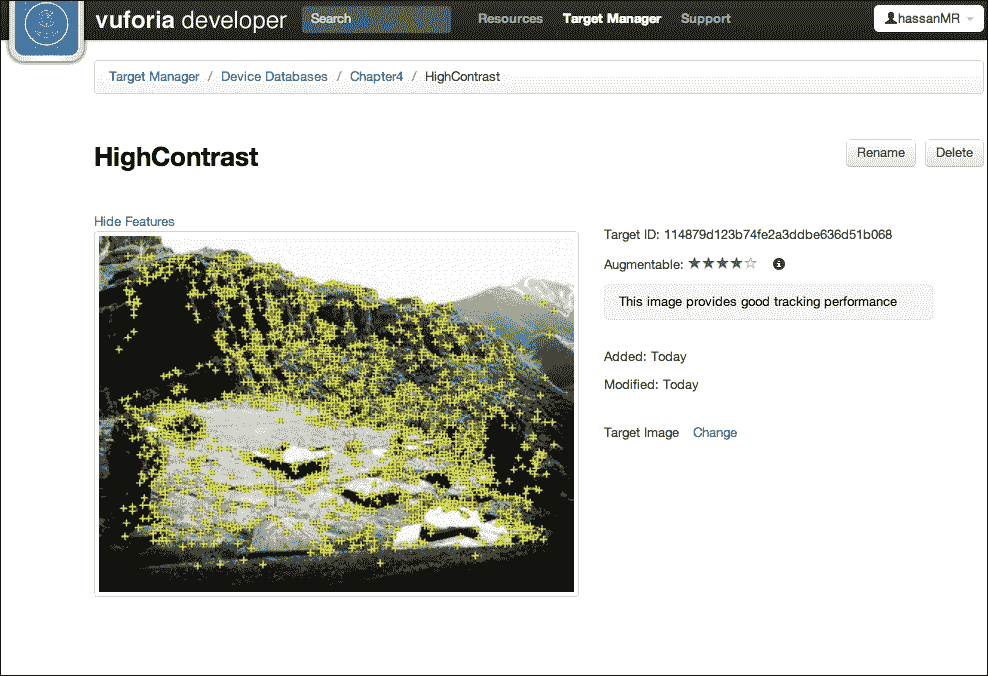 vuforia developer Search Resources Target Manager Support hassanMR
Target Manager / Device Databases / Chapter4 / HighContrast
HighContrast Rename Delete
Hide Features
Target ID: 114879d123b74fe2a3ddbe636d51b068
Augmentable:
This image provides good tracking performance
Added: Today
Modified: Today
Target Image Change